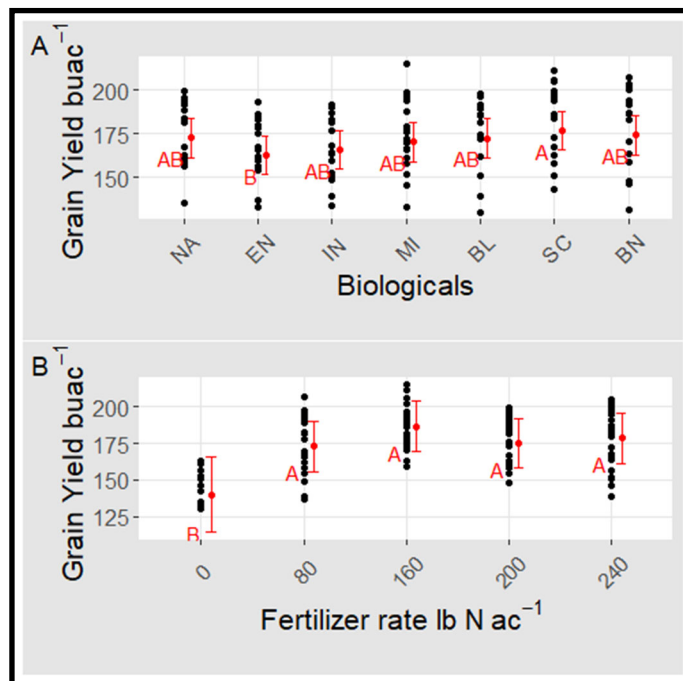 A
Grain Yield buac⁻¹
200
175
150
AB
B
AB
AB
AB
A
AB
NA
EN
IN
MI
BL
SC
BN
Biologicals
B
Grain Yield buac⁻¹
200
175
150
125
B
A
A
A
A
0
80
160
200
240
Fertilizer rate lb N ac⁻¹